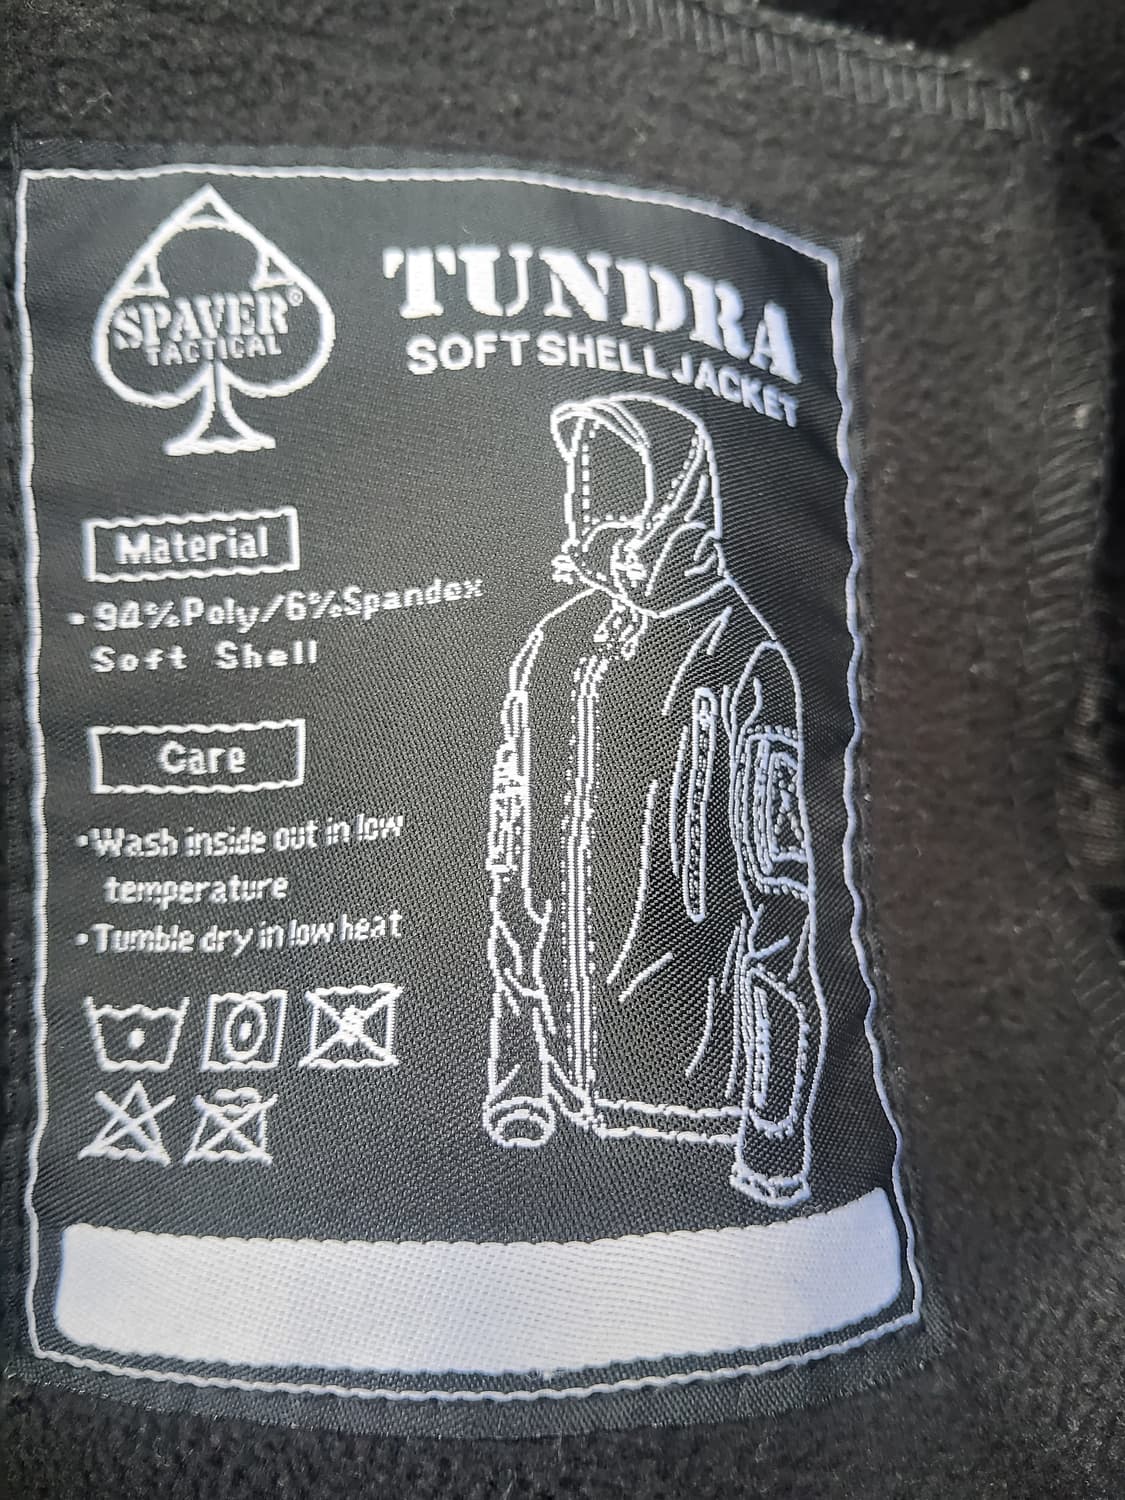 SPAVER®
TACTICAL
TUNDRA
SOFT SHELL JACKET
Material
• 94%Poly/6%Spandex
Soft Shell
Care
• Wash inside out in low
temperature
• Tumble dry in low heat